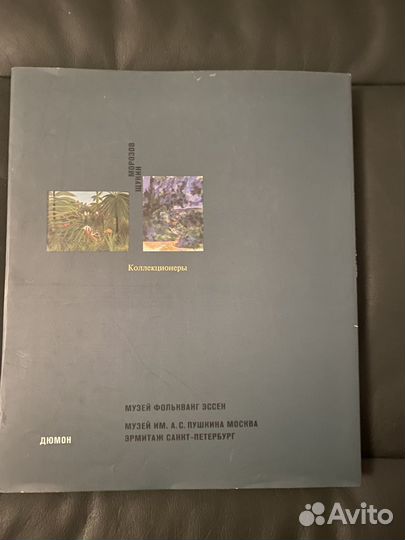 МОРОЗОВ
ЩУКИН
Коллекционеры
МУЗЕЙ ФОЛЬКВАНГ ЭССЕН
МУЗЕЙ ИМ. А.С. ПУШКИНА МОСКВА
ЭРМИТАЖ САНКТ-ПЕТЕРБУРГ
ДЮМОН
Avito